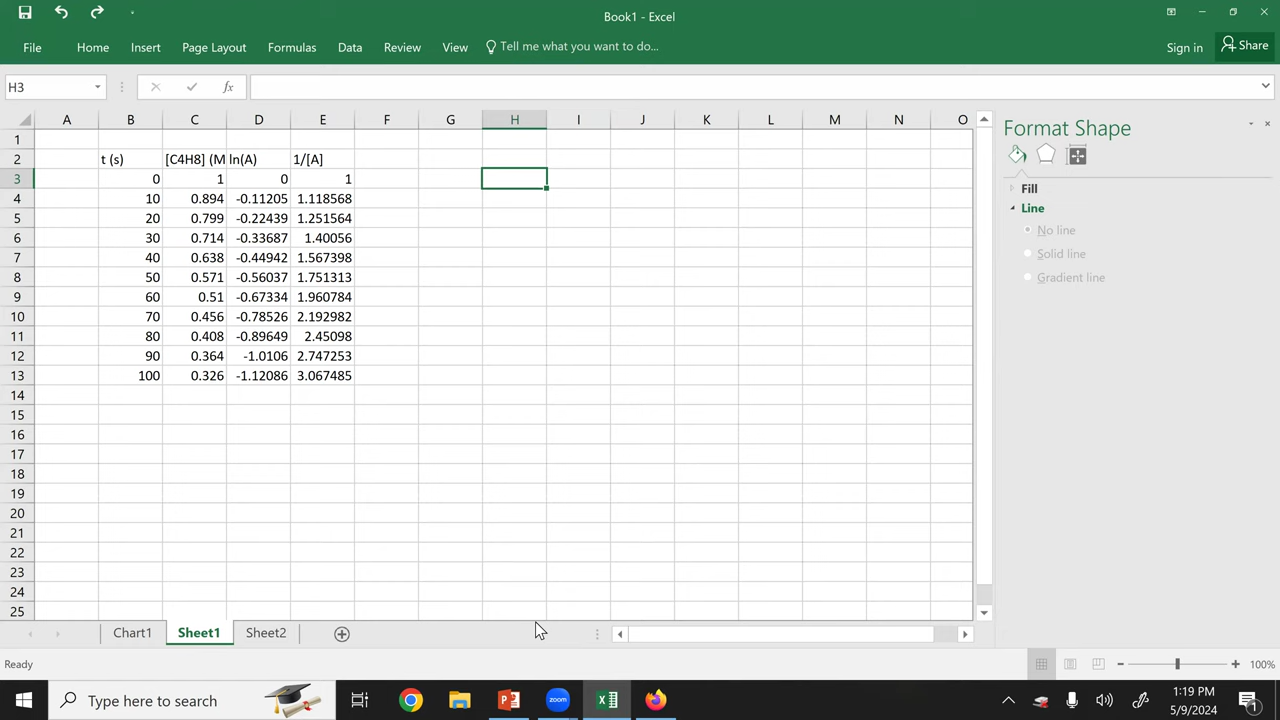 Book1 - Excel
File Home Insert Page Layout Formulas Data Review View Tell me what you want to do... Sign in Share
H3 fx
A B C D E F G H I J K L M N O
Format Shape
1
2 t (s) [C4H8] (M ln(A) 1/[A]
3 0 1 0 1
4 10 0.894 -0.11205 1.118568
5 20 0.799 -0.22439 1.251564
6 30 0.714 -0.33687 1.40056
7 40 0.638 -0.44942 1.567398
8 50 0.571 -0.56037 1.751313
9 60 0.51 -0.67334 1.960784
10 70 0.456 -0.78526 2.192982
11 80 0.408 -0.89649 2.45098
12 90 0.364 -1.0106 2.747253
13 100 0.326 -1.12086 3.067485
14
15
16
17
18
19
20
21
22
23
24
25
Fill
Line
No line
Solid line
Gradient line
Chart1 Sheet1 Sheet2
Ready 100%
Type here to search zoom 1:19 PM
5/9/2024 1